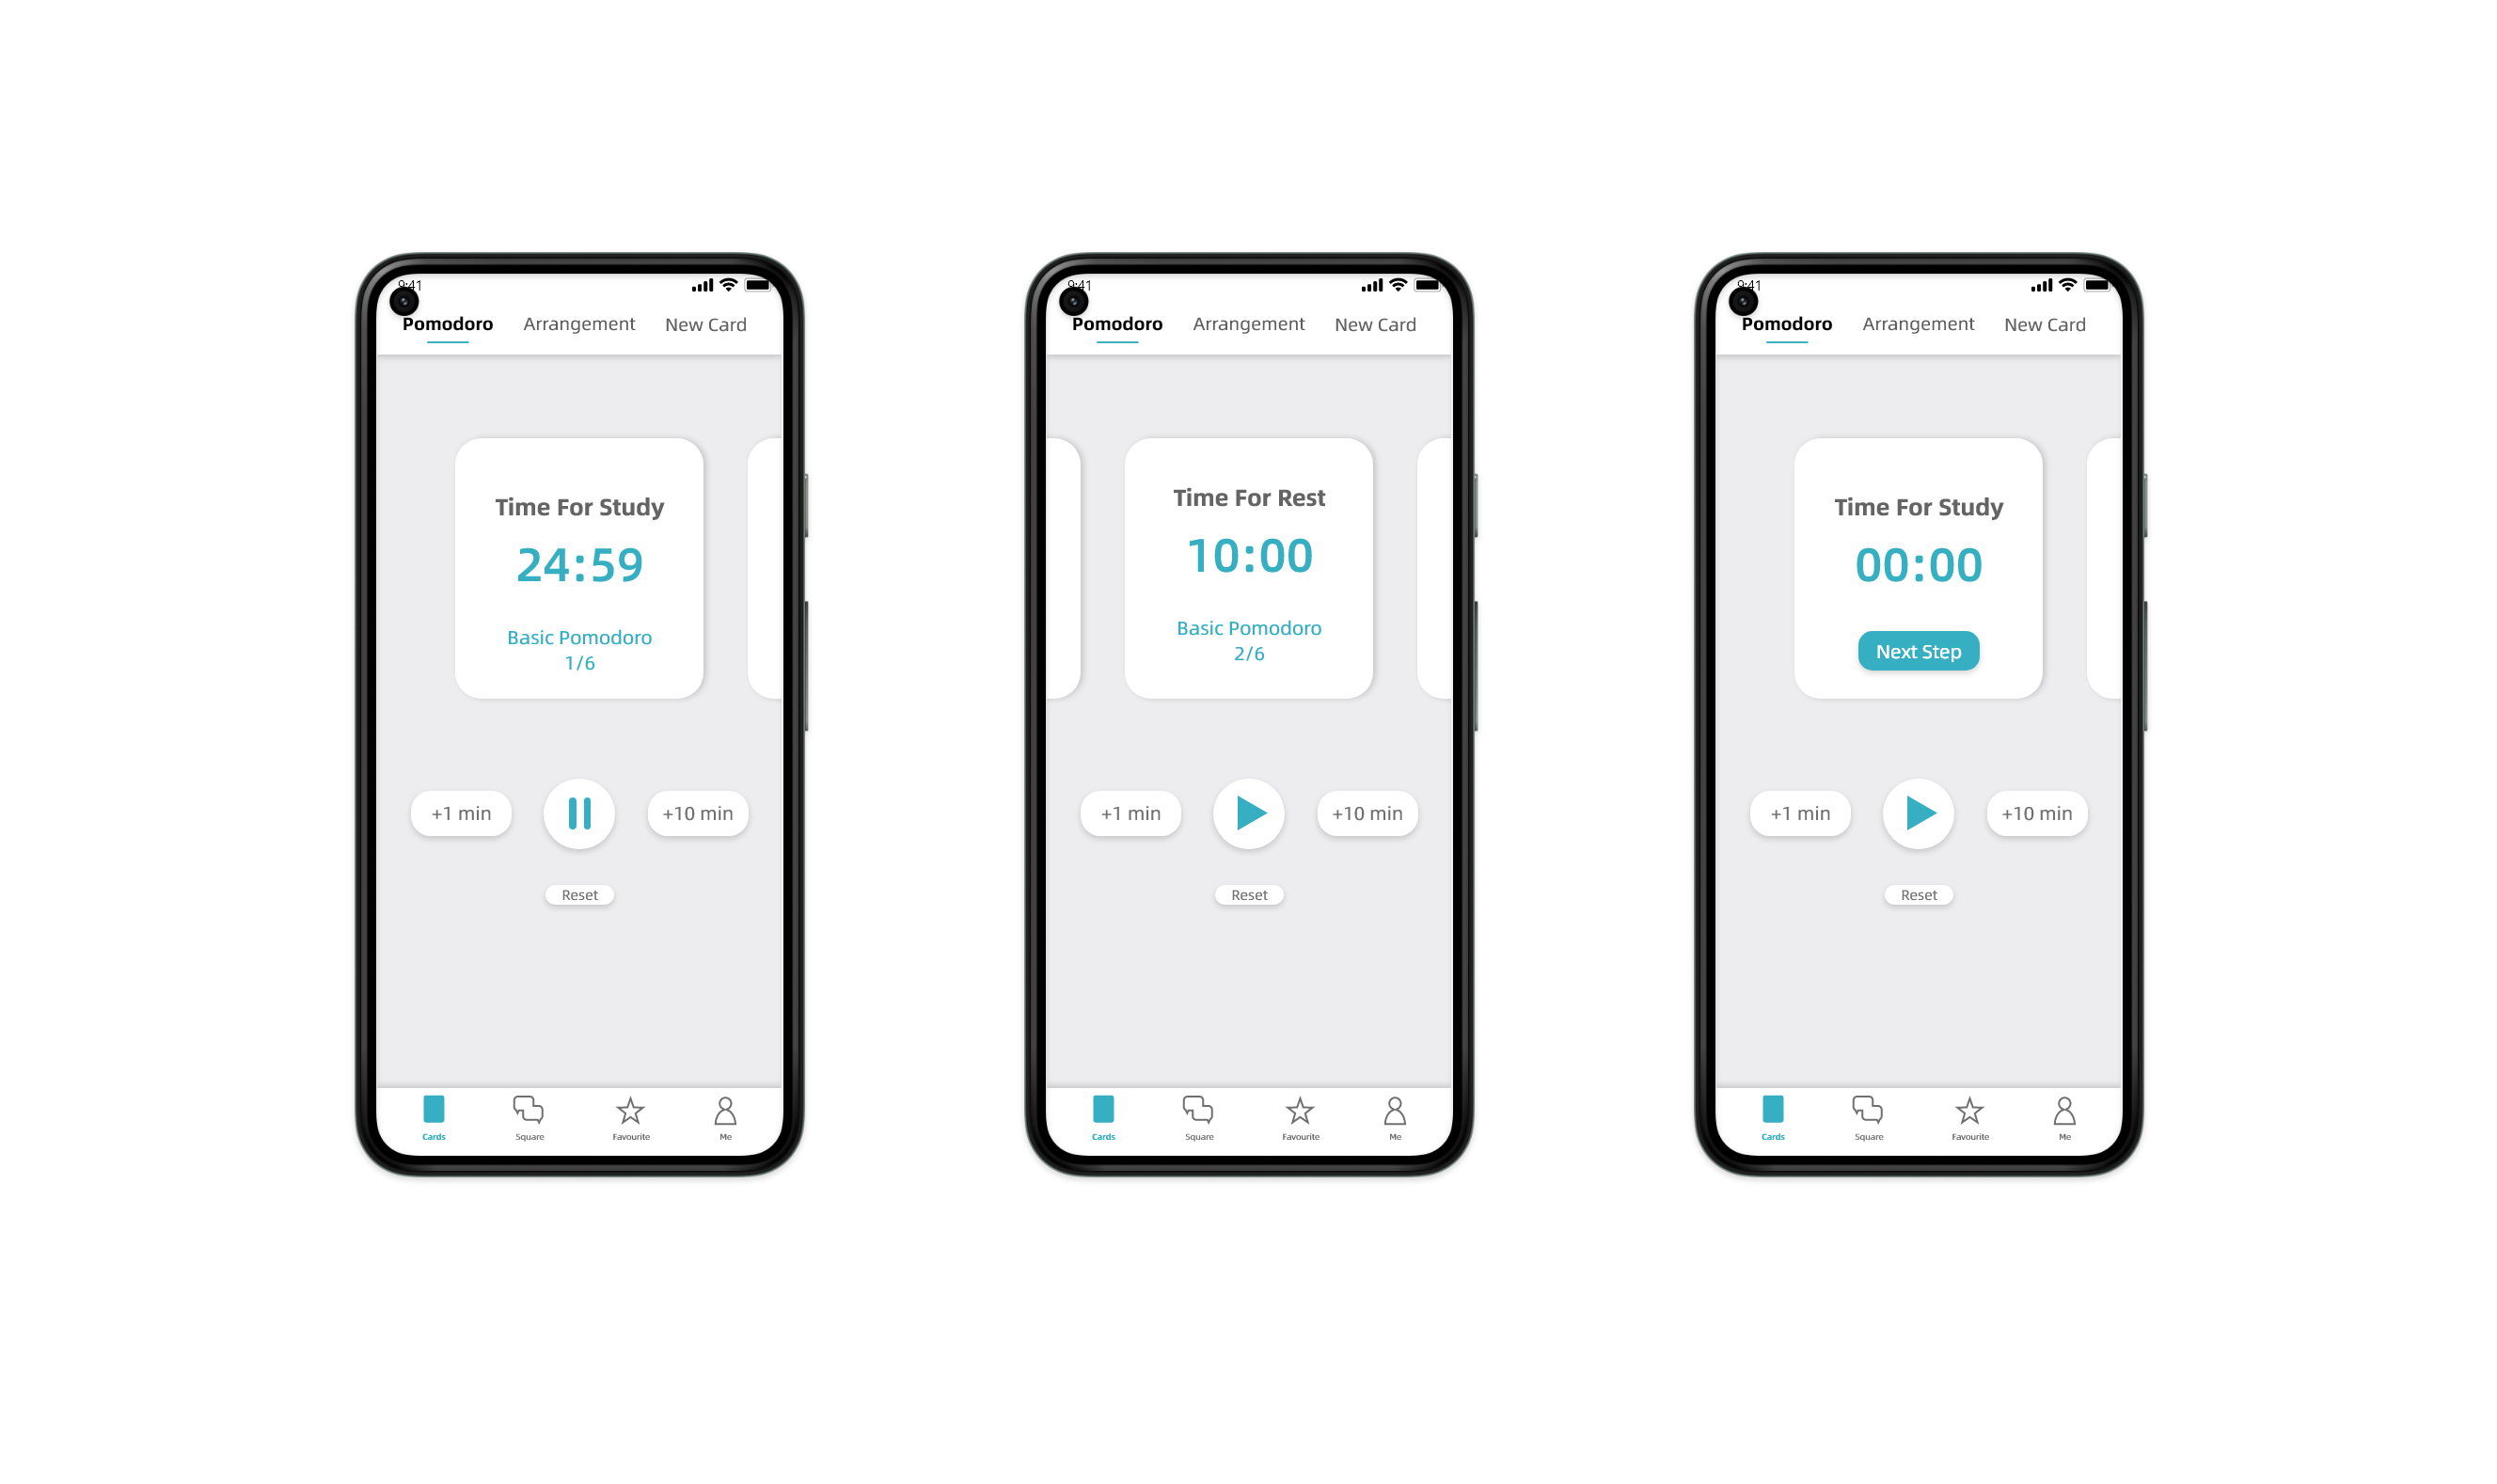 9:41
Pomodoro Arrangement New Card
Time For Study
24:59
Basic Pomodoro
1/6
+1 min +10 min
Reset
Cards Square Favourite Me
9:41
Pomodoro Arrangement New Card
Time For Rest
10:00
Basic Pomodoro
2/6
+1 min +10 min
Reset
Cards Square Favourite Me
9:41
Pomodoro Arrangement New Card
Time For Study
00:00
Next Step
+1 min +10 min
Reset
Cards Square Favourite Me